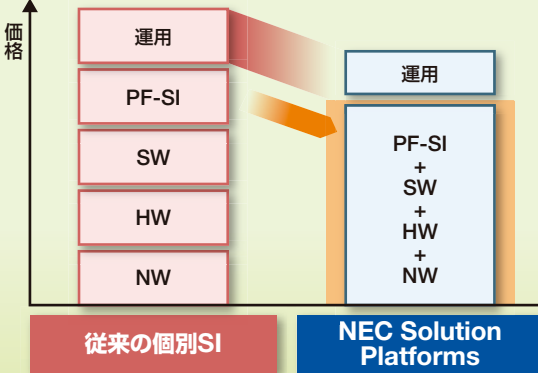 価格
運用
PF-SI
SW
HW
NW
運用
PF-SI
+
SW
+
HW
+
NW
従来の個別SI
NEC Solution
Platforms